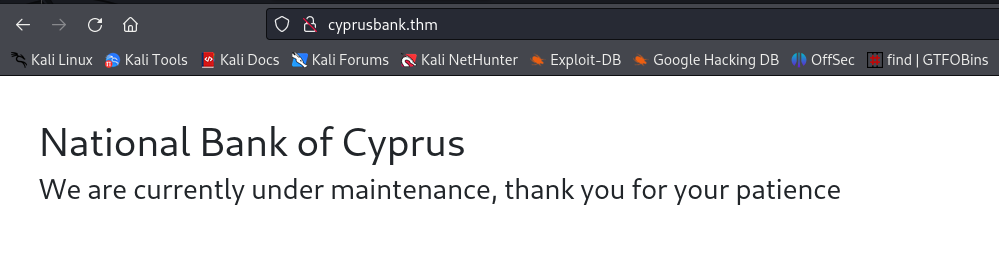 cyprusbank.thm
Kali Linux Kali Tools Kali Docs Kali Forums Kali NetHunter Exploit-DB Google Hacking DB OffSec find | GTFOBins
National Bank of Cyprus
We are currently under maintenance, thank you for your patience